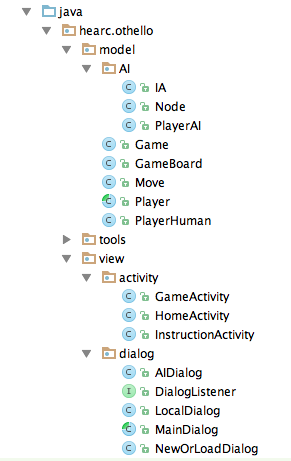 java
hearc.othello
model
AI
IA
Node
PlayerAI
Game
GameBoard
Move
Player
PlayerHuman
tools
view
activity
GameActivity
HomeActivity
InstructionActivity
dialog
AIDialog
DialogListener
LocalDialog
MainDialog
NewOrLoadDialog